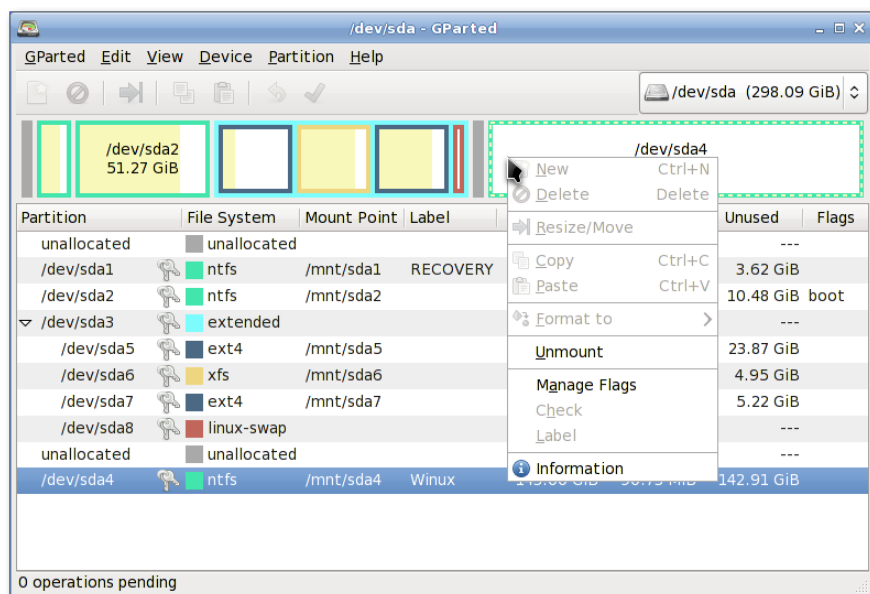 /dev/sda - GParted
GParted Edit View Device Partition Help
/dev/sda (298.09 GiB)
/dev/sda2
51.27 GiB
/dev/sda4
New Ctrl+N
Delete Delete
Resize/Move
Copy Ctrl+C
Paste Ctrl+V
Format to
Unmount
Manage Flags
Check
Label
Information
Partition File System Mount Point Label Unused Flags
unallocated unallocated ---
/dev/sda1 ntfs /mnt/sda1 RECOVERY 3.62 GiB
/dev/sda2 ntfs /mnt/sda2 10.48 GiB boot
/dev/sda3 extended ---
/dev/sda5 ext4 /mnt/sda5 23.87 GiB
/dev/sda6 xfs /mnt/sda6 4.95 GiB
/dev/sda7 ext4 /mnt/sda7 5.22 GiB
/dev/sda8 linux-swap ---
unallocated unallocated ---
/dev/sda4 ntfs /mnt/sda4 Winux 142.91 GiB
0 operations pending